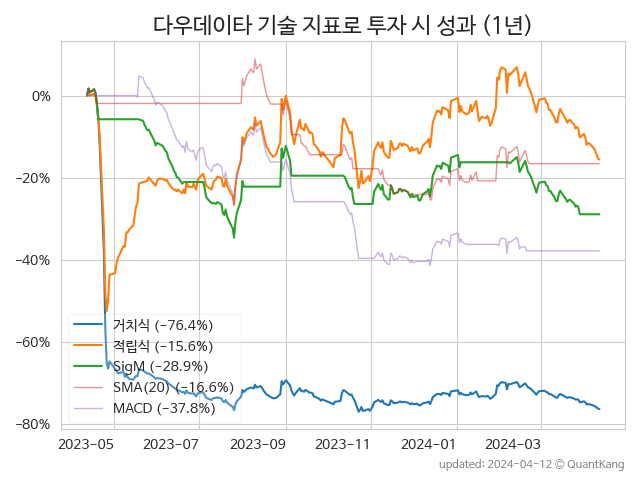 다우데이타 기술 지표로 투자 시 성과 (1년)
0%
−20%
−40%
−60%
−80%
거치식 (−76.4%)
적립식 (−15.6%)
SigM (−28.9%)
SMA(20) (−16.6%)
MACD (−37.8%)
2023-05 2023-07 2023-09 2023-11 2024-01 2024-03
updated: 2024-04-12 © QuantKang